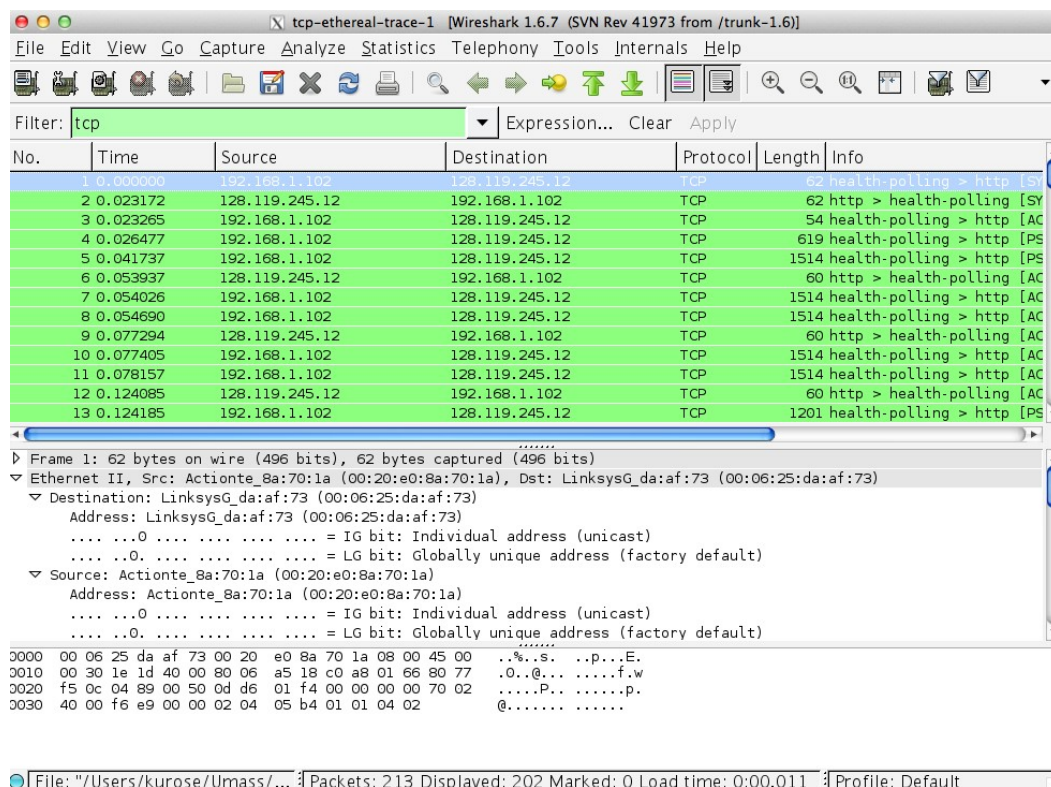 tcp-ethereal-trace-1 [Wireshark 1.6.7 (SVN Rev 41973 from /trunk-1.6)]
File Edit View Go Capture Analyze Statistics Telephony Tools Internals Help
Filter: tcp Expression... Clear Apply
No. Time Source Destination Protocol Length Info
1 0.000000 192.168.1.102 128.119.245.12 TCP 62 health-polling > http [SY
2 0.023172 128.119.245.12 192.168.1.102 TCP 62 http > health-polling [SY
3 0.023265 192.168.1.102 128.119.245.12 TCP 54 health-polling > http [AC
4 0.026477 192.168.1.102 128.119.245.12 TCP 619 health-polling > http [PS
5 0.041737 192.168.1.102 128.119.245.12 TCP 1514 health-polling > http [PS
6 0.053937 128.119.245.12 192.168.1.102 TCP 60 http > health-polling [AC
7 0.054026 192.168.1.102 128.119.245.12 TCP 1514 health-polling > http [AC
8 0.054690 192.168.1.102 128.119.245.12 TCP 1514 health-polling > http [AC
9 0.077294 128.119.245.12 192.168.1.102 TCP 60 http > health-polling [AC
10 0.077405 192.168.1.102 128.119.245.12 TCP 1514 health-polling > http [AC
11 0.078157 192.168.1.102 128.119.245.12 TCP 1514 health-polling > http [AC
12 0.124085 128.119.245.12 192.168.1.102 TCP 60 http > health-polling [AC
13 0.124185 192.168.1.102 128.119.245.12 TCP 1201 health-polling > http [PS
Frame 1: 62 bytes on wire (496 bits), 62 bytes captured (496 bits)
Ethernet II, Src: Actionte_8a:70:1a (00:20:e0:8a:70:1a), Dst: LinksysG_da:af:73 (00:06:25:da:af:73)
Destination: LinksysG_da:af:73 (00:06:25:da:af:73)
Address: LinksysG_da:af:73 (00:06:25:da:af:73)
.... ...0 .... .... .... .... = IG bit: Individual address (unicast)
.... ..0. .... .... .... .... = LG bit: Globally unique address (factory default)
Source: Actionte_8a:70:1a (00:20:e0:8a:70:1a)
Address: Actionte_8a:70:1a (00:20:e0:8a:70:1a)
.... ...0 .... .... .... .... = IG bit: Individual address (unicast)
.... ..0. .... .... .... .... = LG bit: Globally unique address (factory default)
0000 00 06 25 da af 73 00 20 e0 8a 70 1a 08 00 45 00 ..%..s. ..p...E.
0010 00 30 1e 1d 40 00 80 06 a5 18 c0 a8 01 66 80 77 .0..@... .....f.w
0020 f5 0c 04 89 00 50 0d d6 01 f4 00 00 00 00 70 02 .....P.. ......p.
0030 40 00 f6 e9 00 00 02 04 05 b4 01 01 04 02 @....... ......
File: "/Users/kurose/Umass/... Packets: 213 Displayed: 202 Marked: 0 Load time: 0:00.011 Profile: Default